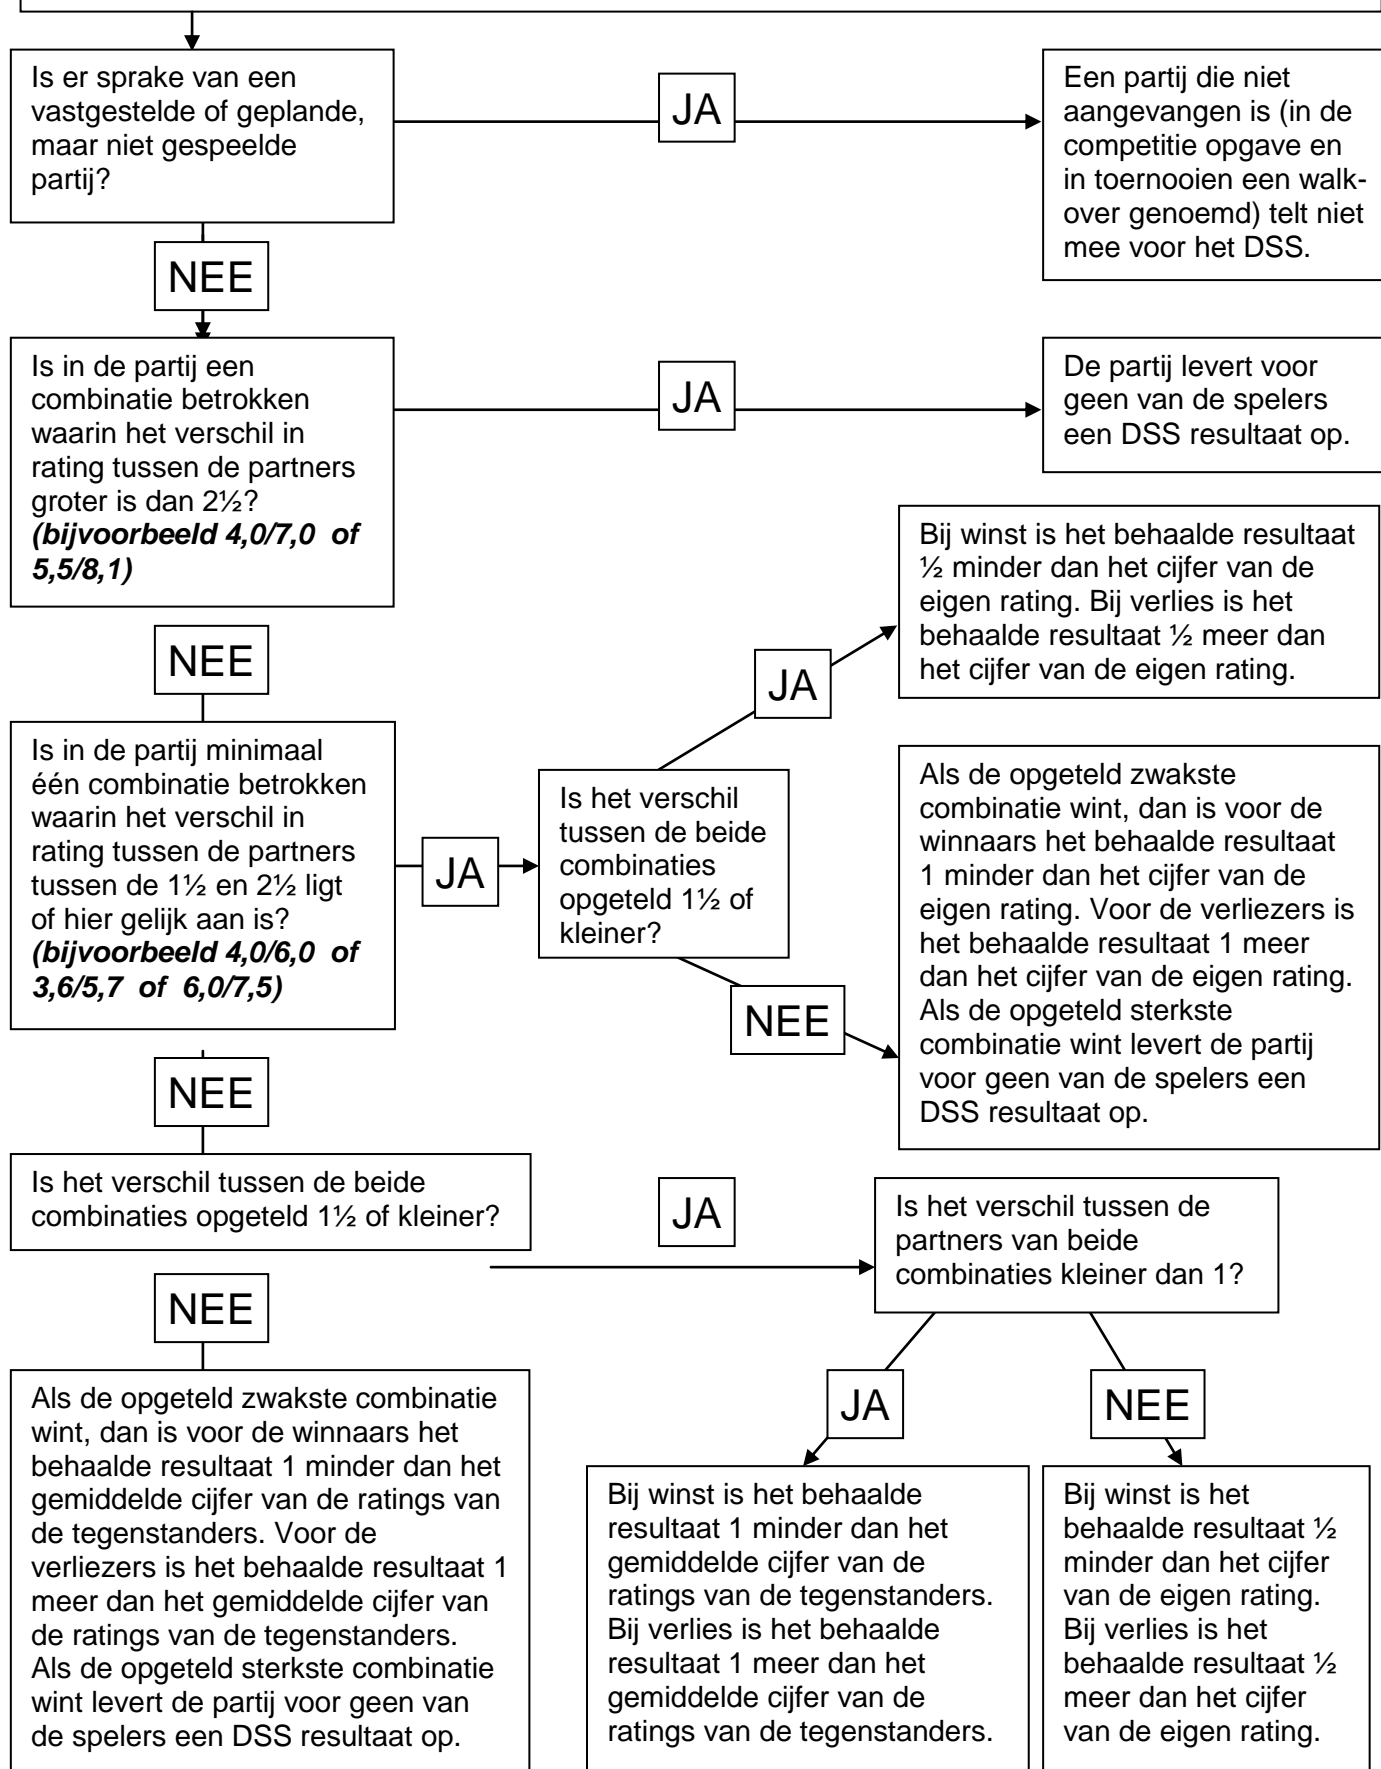 Is er sprake van een
vastgestelde of geplande,
maar niet gespeelde
partij?
JA
Een partij die niet
aangevangen is (in de
competitie opgave en
in toernooien een walk-
over genoemd) telt niet
mee voor het DSS.
NEE
Is in de partij een
combinatie betrokken
waarin het verschil in
rating tussen de partners
groter is dan 2½?
(bijvoorbeeld 4,0/7,0 of
5,5/8,1)
JA
De partij levert voor
geen van de spelers
een DSS resultaat op.
NEE
Is in de partij minimaal
één combinatie betrokken
waarin het verschil in
rating tussen de partners
tussen de 1½ en 2½ ligt
of hier gelijk aan is?
(bijvoorbeeld 4,0/6,0 of
3,6/5,7 of 6,0/7,5)
JA
Is het verschil
tussen de beide
combinaties
opgeteld 1½ of
kleiner?
JA
Bij winst is het behaalde resultaat
½ minder dan het cijfer van de
eigen rating. Bij verlies is het
behaalde resultaat ½ meer dan
het cijfer van de eigen rating.
NEE
Als de opgeteld zwakste
combinatie wint, dan is voor de
winnaars het behaalde resultaat
1 minder dan het cijfer van de
eigen rating. Voor de verliezers is
het behaalde resultaat 1 meer
dan het cijfer van de eigen rating.
Als de opgeteld sterkste
combinatie wint levert de partij
voor geen van de spelers een
DSS resultaat op.
NEE
Is het verschil tussen de beide
combinaties opgeteld 1½ of kleiner?
JA
Is het verschil tussen de
partners van beide
combinaties kleiner dan 1?
NEE
Als de opgeteld zwakste combinatie
wint, dan is voor de winnaars het
behaalde resultaat 1 minder dan het
gemiddelde cijfer van de ratings van
de tegenstanders. Voor de
verliezers is het behaalde resultaat 1
meer dan het gemiddelde cijfer van
de ratings van de tegenstanders.
Als de opgeteld sterkste combinatie
wint levert de partij voor geen van
de spelers een DSS resultaat op.
JA
Bij winst is het behaalde
resultaat 1 minder dan het
gemiddelde cijfer van de
ratings van de tegenstanders.
Bij verlies is het behaalde
resultaat 1 meer dan het
gemiddelde cijfer van de
ratings van de tegenstanders.
NEE
Bij winst is het
behaalde resultaat ½
minder dan het cijfer
van de eigen rating.
Bij verlies is het
behaalde resultaat ½
meer dan het cijfer
van de eigen rating.